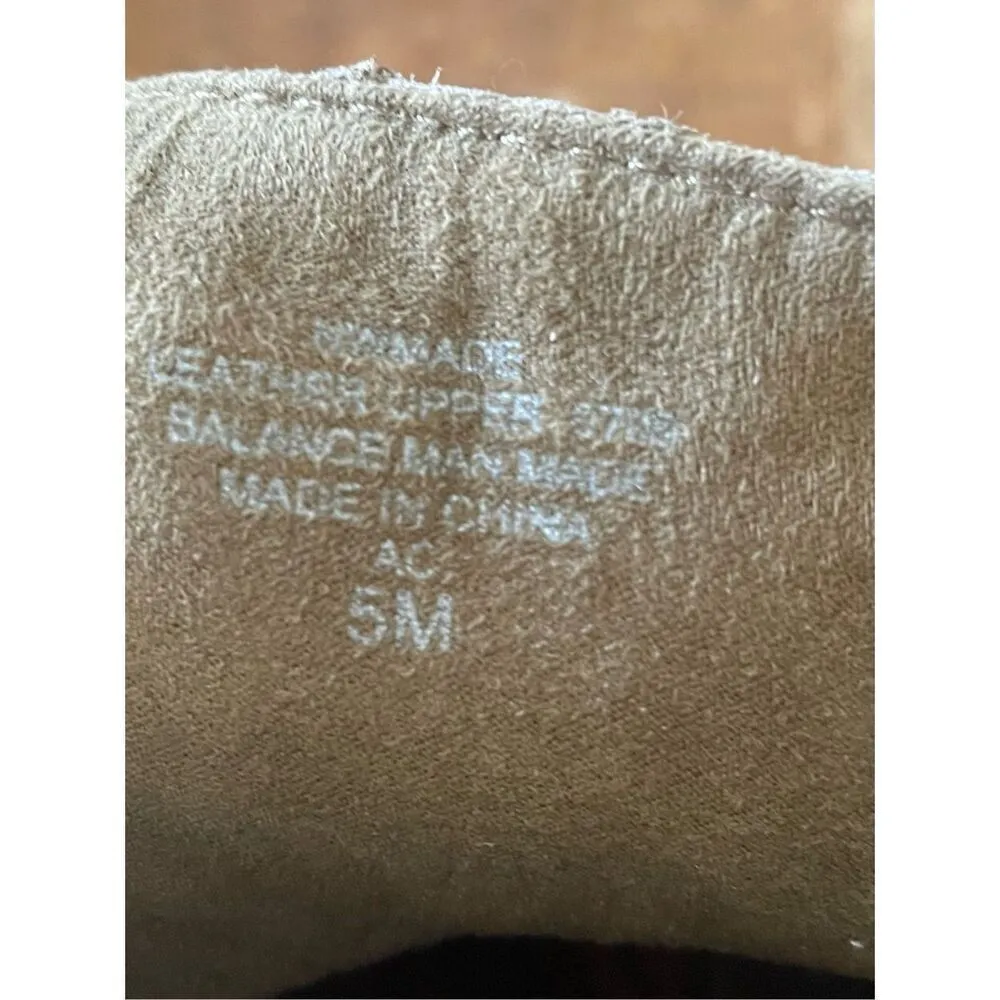 LEATHER UPPER
BALANCE MAN MADE
MADE IN CHINA
AC
5M